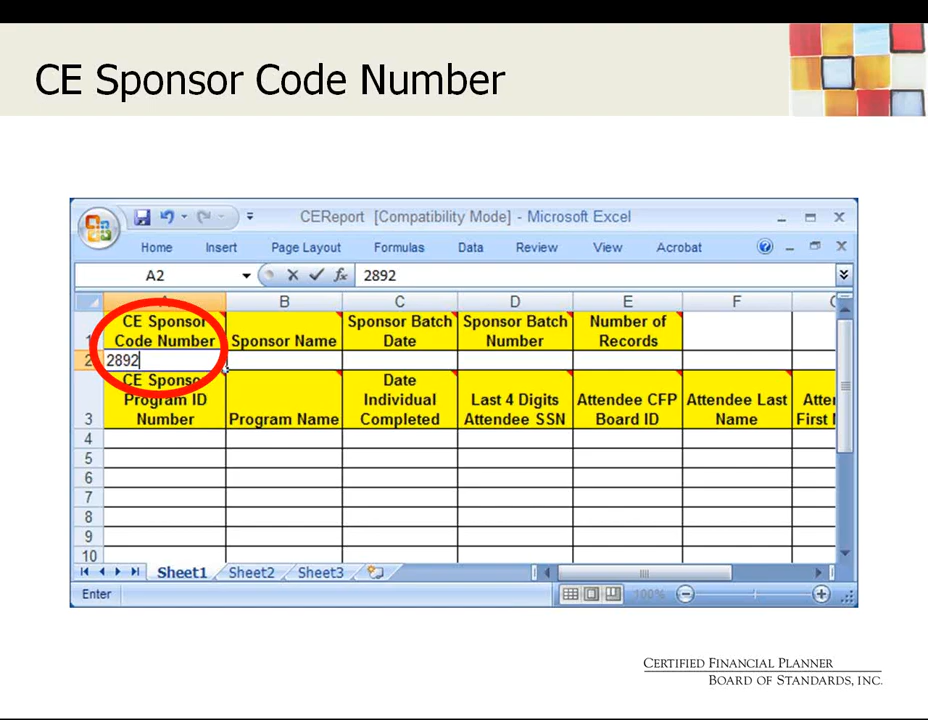 CE Sponsor Code Number
CEReport [Compatibility Mode] - Microsoft Excel
Home Insert Page Layout Formulas Data Review View Acrobat
A2 fx 2892
B C D E F
CE Sponsor Code Number Sponsor Name Sponsor Batch Date Sponsor Batch Number Number of Records
2 2892
3 CE Sponsor Program ID Number Program Name Date Individual Completed Last 4 Digits Attendee SSN Attendee CFP Board ID Attendee Last Name
4
5
6
7
8
9
10
Sheet1 Sheet2 Sheet3
Enter 100%
CERTIFIED FINANCIAL PLANNER
BOARD OF STANDARDS, INC.